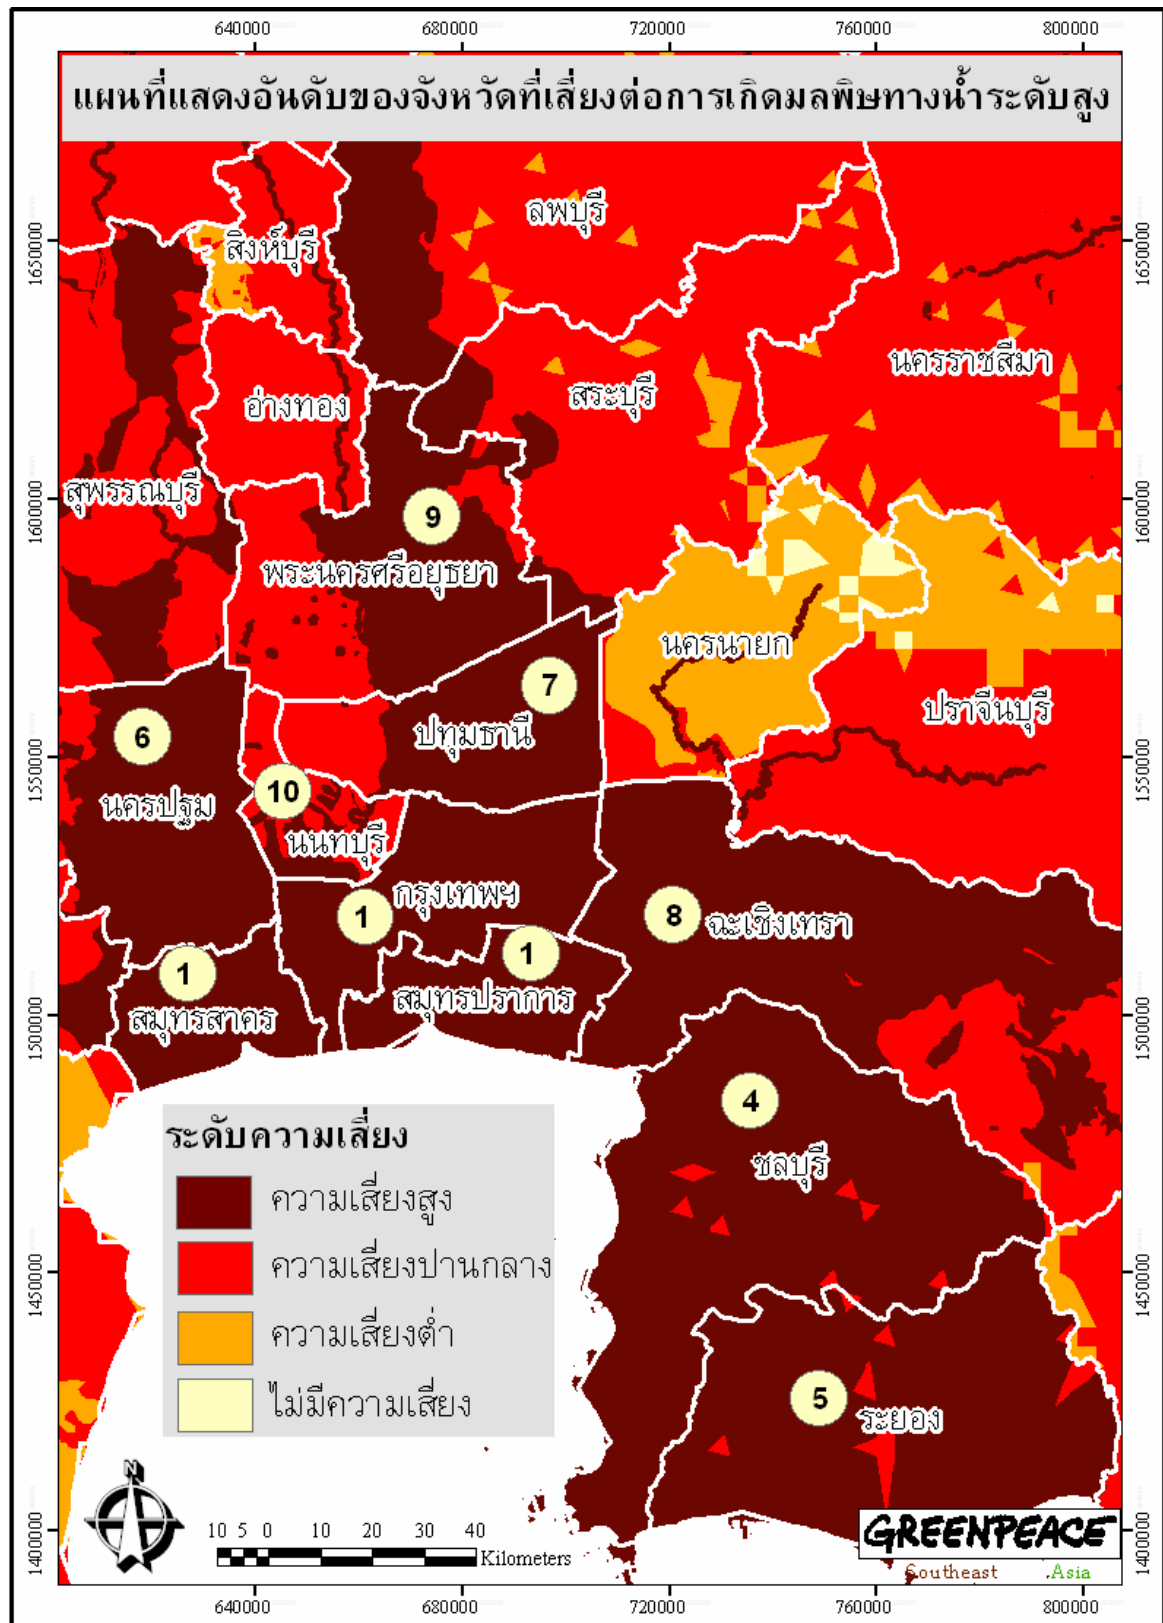 640000 680000 720000 760000 800000
แผนที่แสดงอันดับของจังหวัดที่เสี่ยงต่อการเกิดมลพิษทางน้ำระดับสูง
ลพบุรี
สิงห์บุรี
1650000 1650000
นครราชสีมา
สระบุรี
อ่างทอง
สุพรรณบุรี
1600000 1600000
9
พระนครศรีอยุธยา
นครนายก
7
ปราจีนบุรี
ปทุมธานี
6
1550000 1550000
10
นครปฐม
นนทบุรี
กรุงเทพฯ
1
8
ฉะเชิงเทรา
1
1
สมุทรปราการ
สมุทรสาคร
1500000 1500000
4
ชลบุรี
ระดับความเสี่ยง
ความเสี่ยงสูง
ความเสี่ยงปานกลาง
1450000 1450000
ความเสี่ยงต่ำ
ไม่มีความเสี่ยง
5
ระยอง
N
10 5 0 10 20 30 40
Kilometers
1400000 1400000
GREENPEACE
Southeast Asia
640000 680000 720000 760000 800000